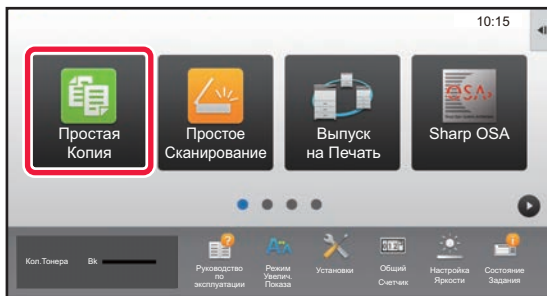 10:15
OSA
Простая
Копия
Простое
Сканирование
Выпуск
на Печать
Sharp OSA
Кол.Тонера Bk
Руководство
по
эксплуатации
Режим
Увелич.
Показа
Установки
Общий
Счетчик
Настройка
Яркости
Состояние
Задания